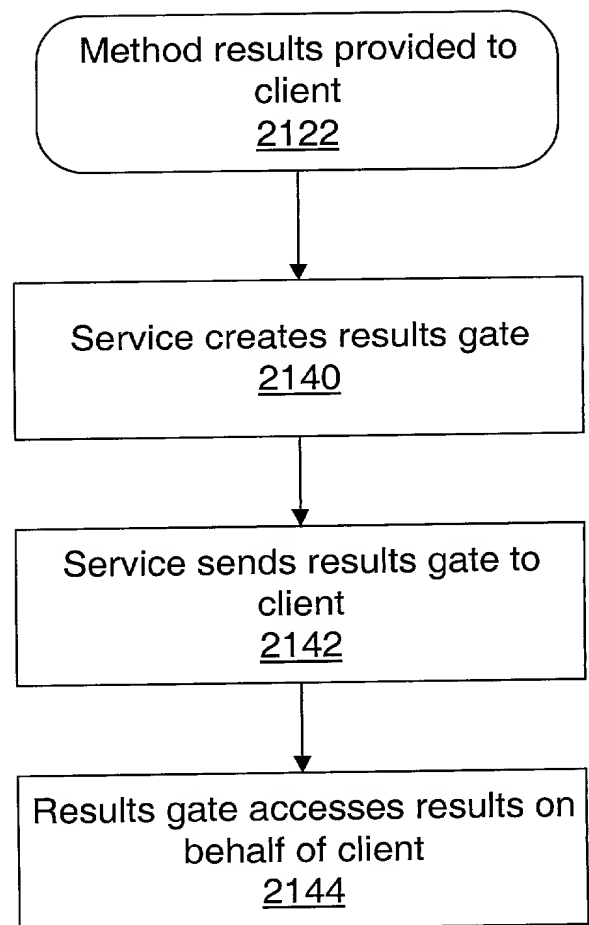 Method results provided to
client
2122
Service creates results gate
2140
Service sends results gate to
client
2142
Results gate accesses results on
behalf of client
2144